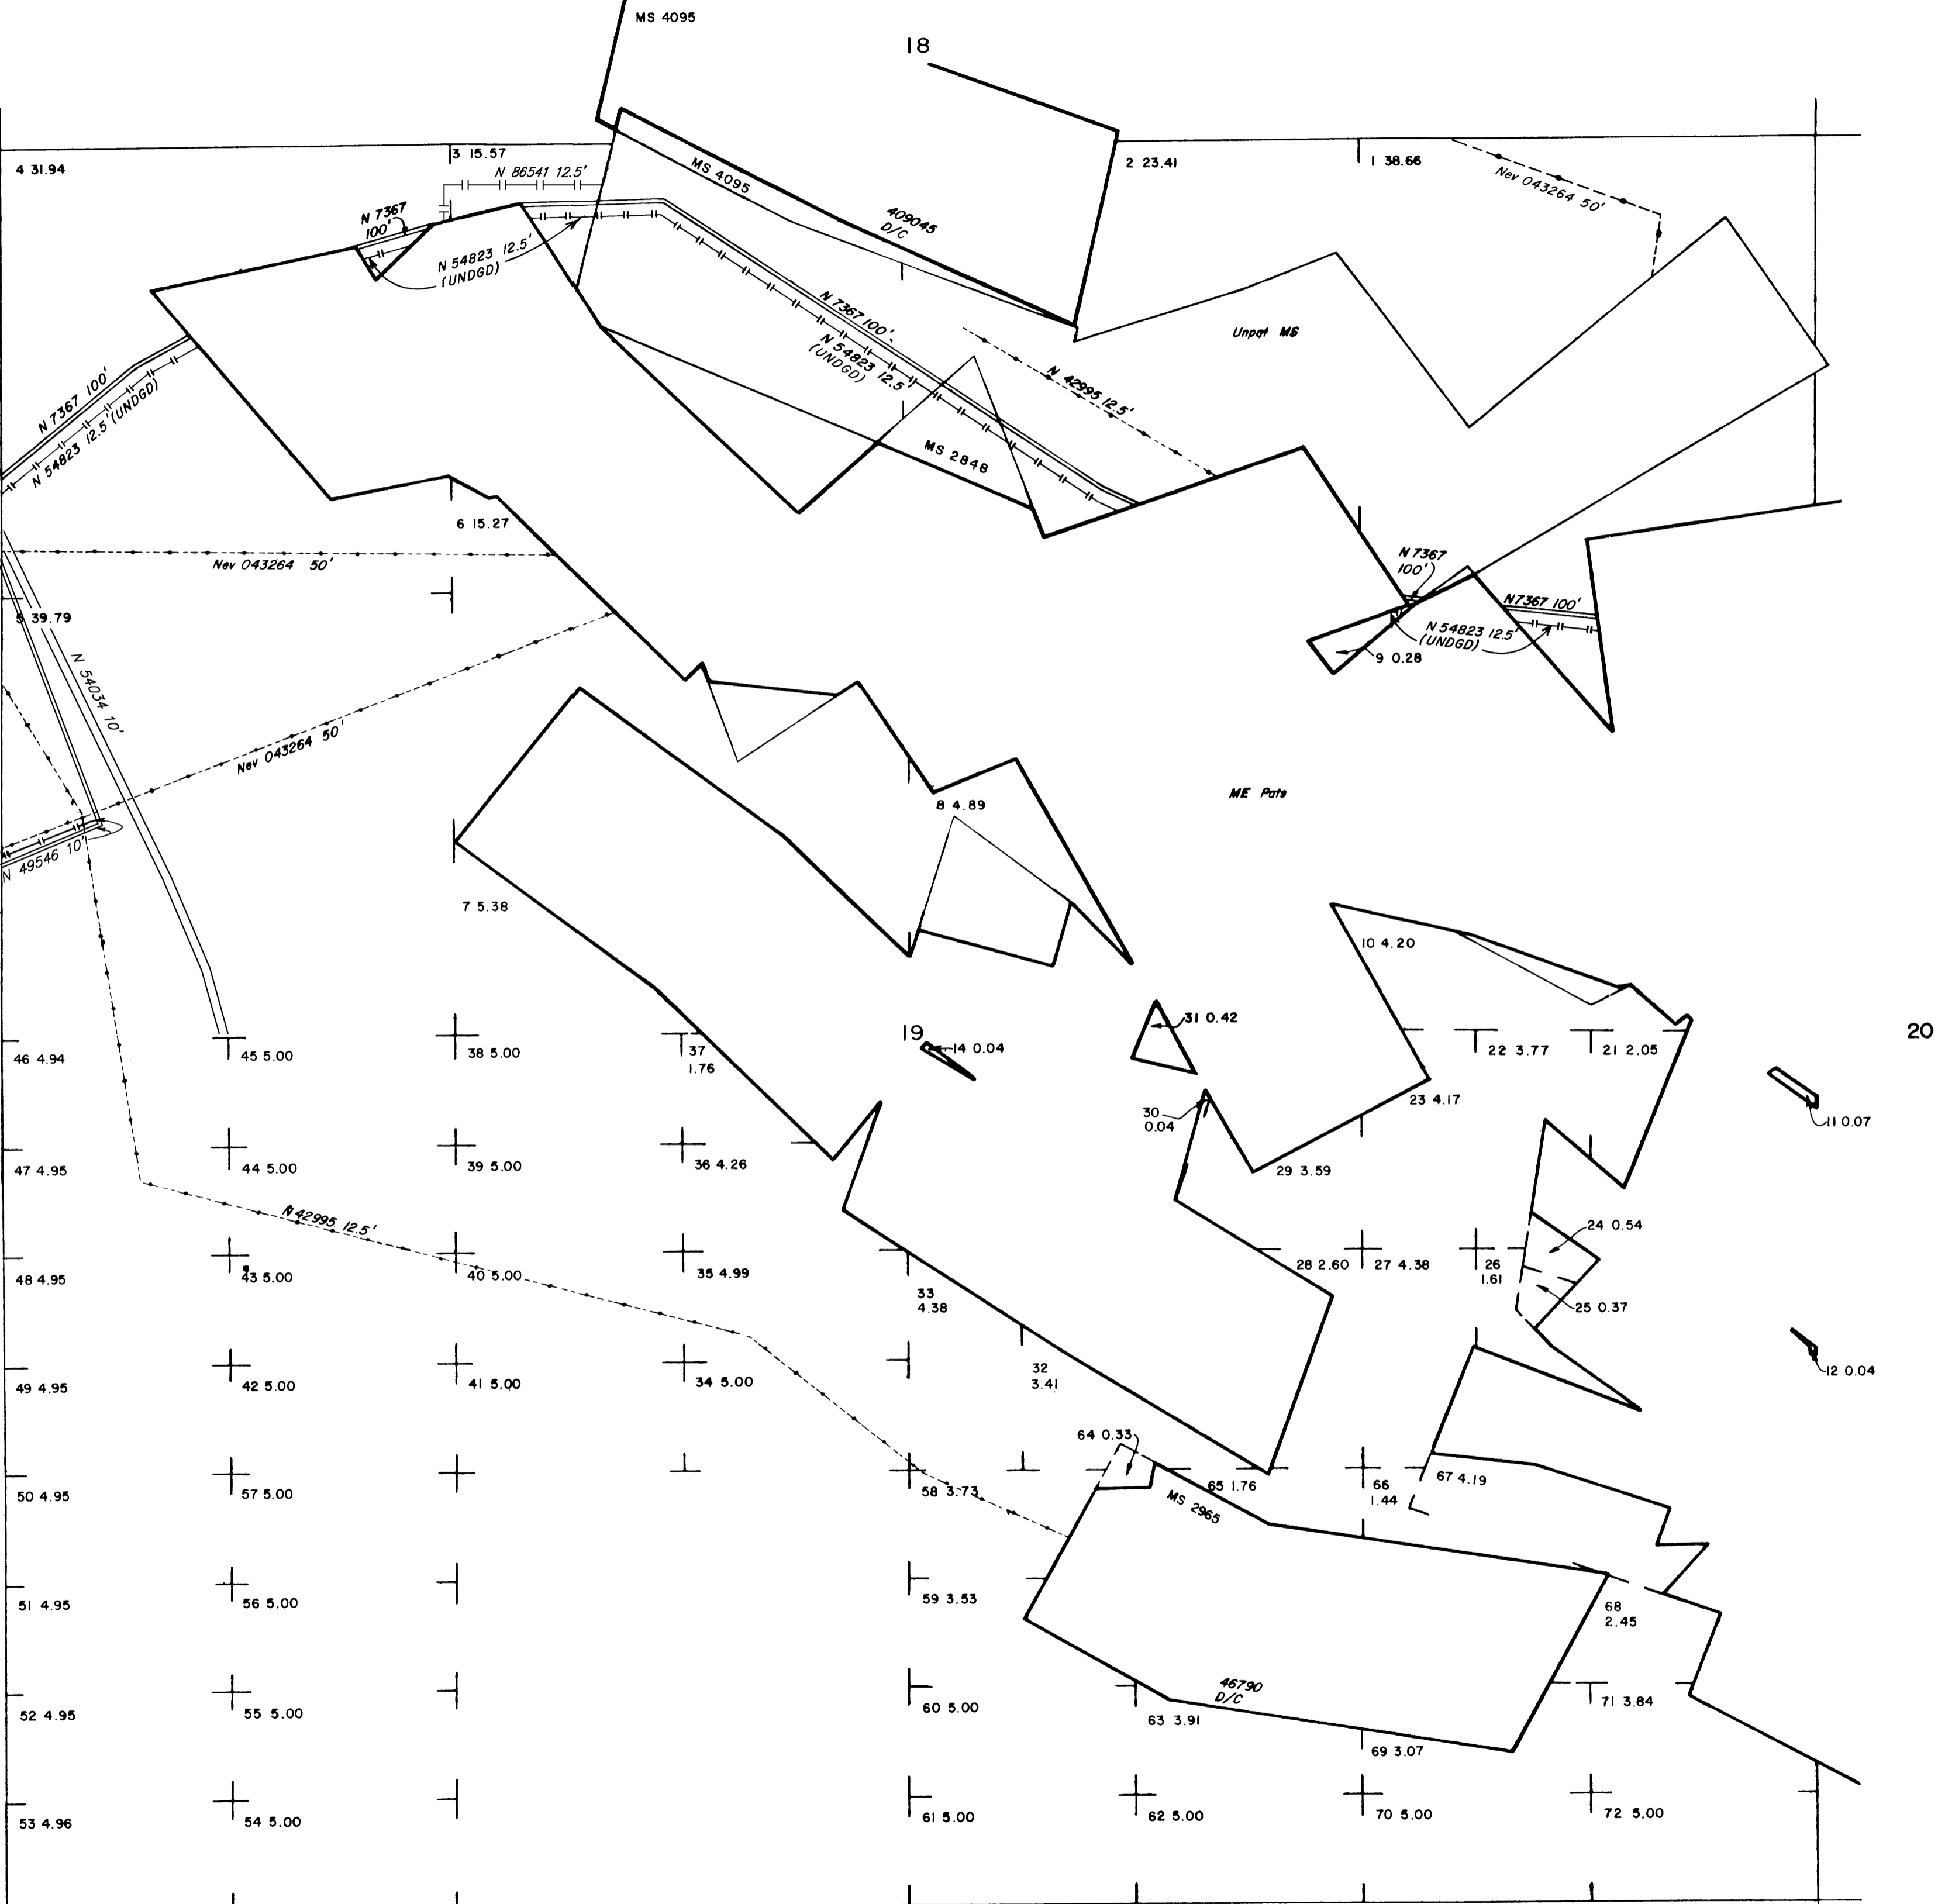 MS 4095
18
4 31.94
3 15.57
N 86541 12.5'
MS 4095
2 23.41
1 38.66
Nev 043264 50'
N 7367
100'
409045
D/C
N 54823 12.5'
(UNDGD)
N 7367 100'
N 54823 12.5'
(UNDGD)
Unpat MS
N 42995 12.5'
N 7367 100'
N 54823 12.5' (UNDGD)
MS 2848
6 15.27
Nev 043264 50'
N 7367
100'
N7367 100'
N 54823 12.5'
(UNDGD)
9 0.28
5 39.79
N 54034 10'
Nev 043264 50'
ME Pats
8 4.89
N 49546 10'
7 5.38
10 4.20
31 0.42
19
14 0.04
20
46 4.94
45 5.00
38 5.00
37
1.76
22 3.77
21 2.05
23 4.17
30
0.04
11 0.07
47 4.95
44 5.00
39 5.00
36 4.26
29 3.59
N 42995 12.5'
24 0.54
48 4.95
43 5.00
40 5.00
35 4.99
28 2.60
27 4.38
26
1.61
33
4.38
25 0.37
49 4.95
42 5.00
41 5.00
34 5.00
32
3.41
12 0.04
64 0.33
50 4.95
57 5.00
58 3.73
65 1.76
66
1.44
67 4.19
MS 2965
51 4.95
56 5.00
59 3.53
68
2.45
46790
D/C
52 4.95
55 5.00
60 5.00
63 3.91
71 3.84
69 3.07
53 4.96
54 5.00
61 5.00
62 5.00
70 5.00
72 5.00